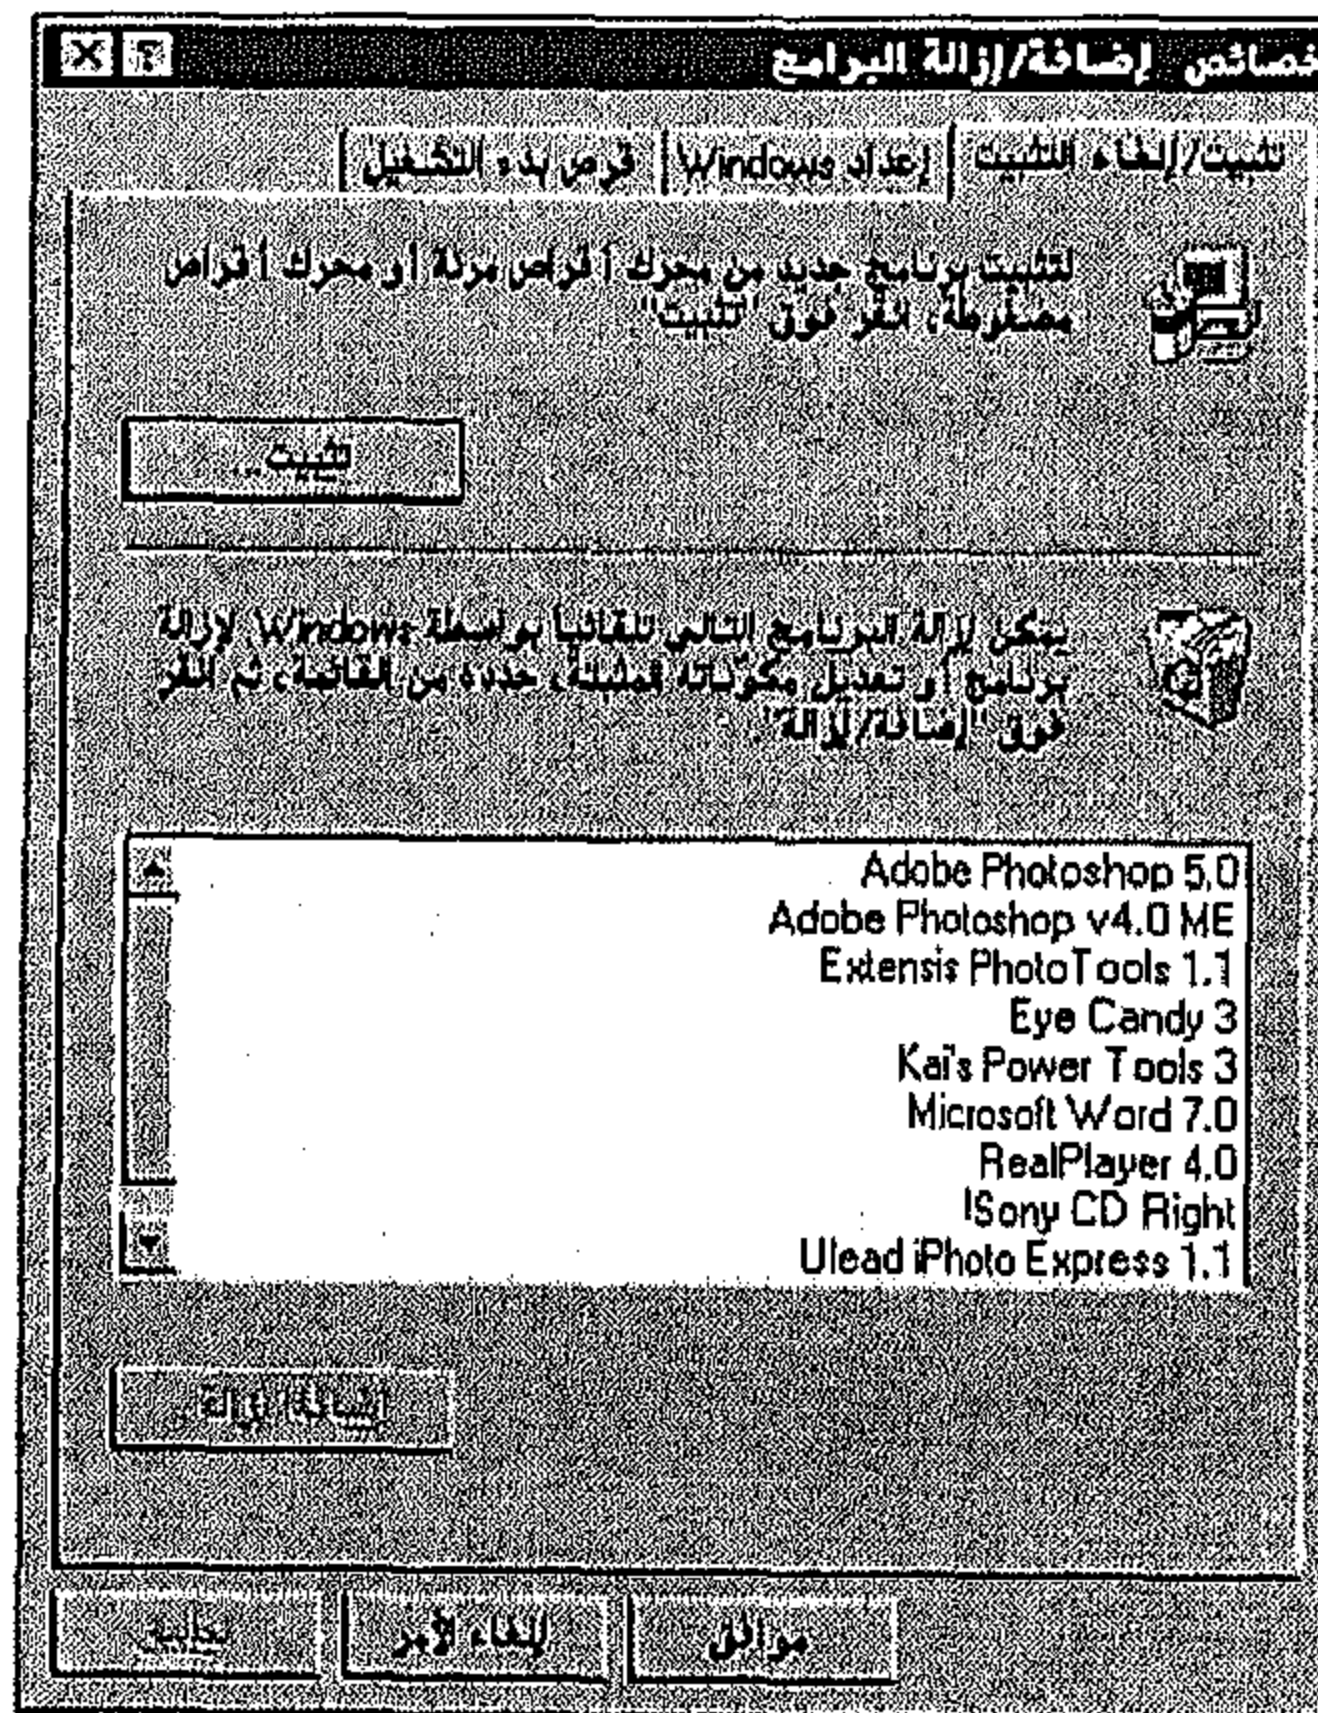 خصائص إضافة/إزالة البرامج
تثبيت/إلغاء التثبيت
إعداد Windows
قرص بدء التشغيل
لتثبيت برنامج جديد من محرك أقراص مرنة أو محرك أقراص
مضغوطة، انقر فوق "تثبيت".
تثبيت...
يمكن إزالة البرنامج التالي تلقائياً بواسطة Windows. لإزالة
برنامج أو تعديل مكوّناته المثبتة، حدده من القائمة، ثم انقر
فوق "إضافة/إزالة".
Adobe Photoshop 5.0
Adobe Photoshop v4.0 ME
Extensis PhotoTools 1.1
Eye Candy 3
Kai's Power Tools 3
Microsoft Word 7.0
RealPlayer 4.0
!Sony CD Right
Ulead iPhoto Express 1.1
إضافة/إزالة...
موافق
إلغاء الأمر
تطبيق